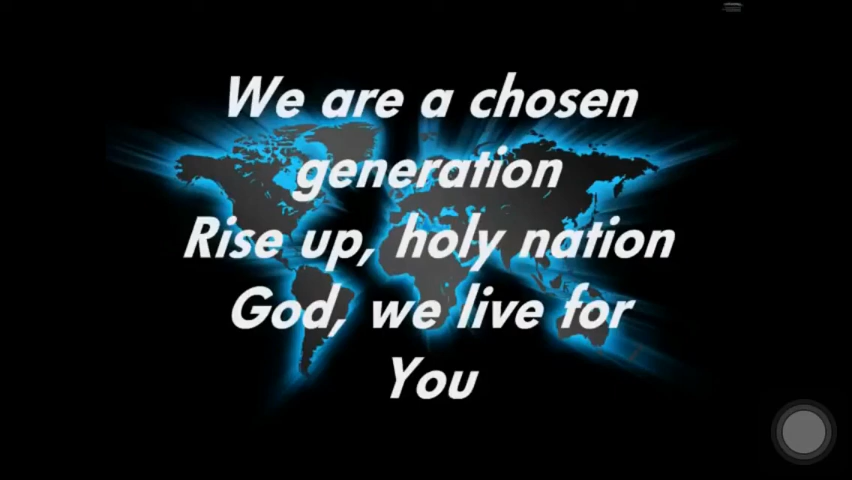 We are a chosen
generation
Rise up, holy nation
God, we live for
You